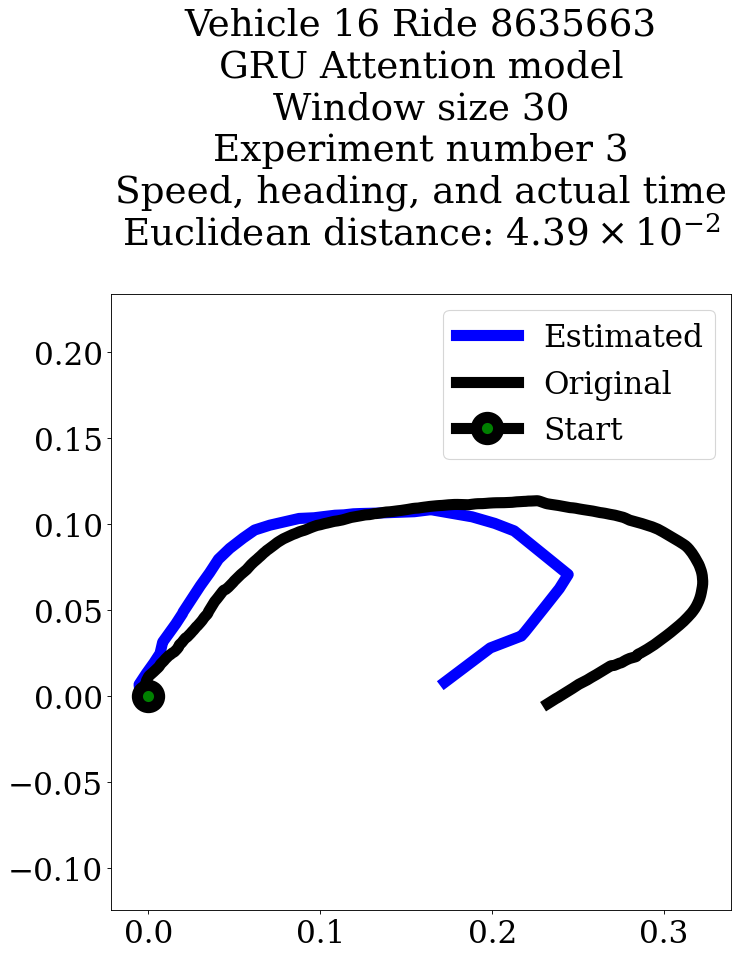 Vehicle 16 Ride 8635663
GRU Attention model
Window size 30
Experiment number 3
Speed, heading, and actual time
Euclidean distance: 4.39 × 10⁻²
Estimated
Original
Start
0.20
0.15
0.10
0.05
0.00
−0.05
−0.10
0.0 0.1 0.2 0.3